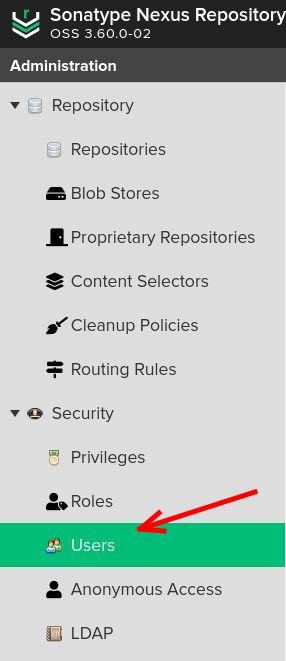 Sonatype Nexus Repository
OSS 3.60.0-02
Administration
Repository
Repositories
Blob Stores
Proprietary Repositories
Content Selectors
Cleanup Policies
Routing Rules
Security
Privileges
Roles
Users
Anonymous Access
LDAP